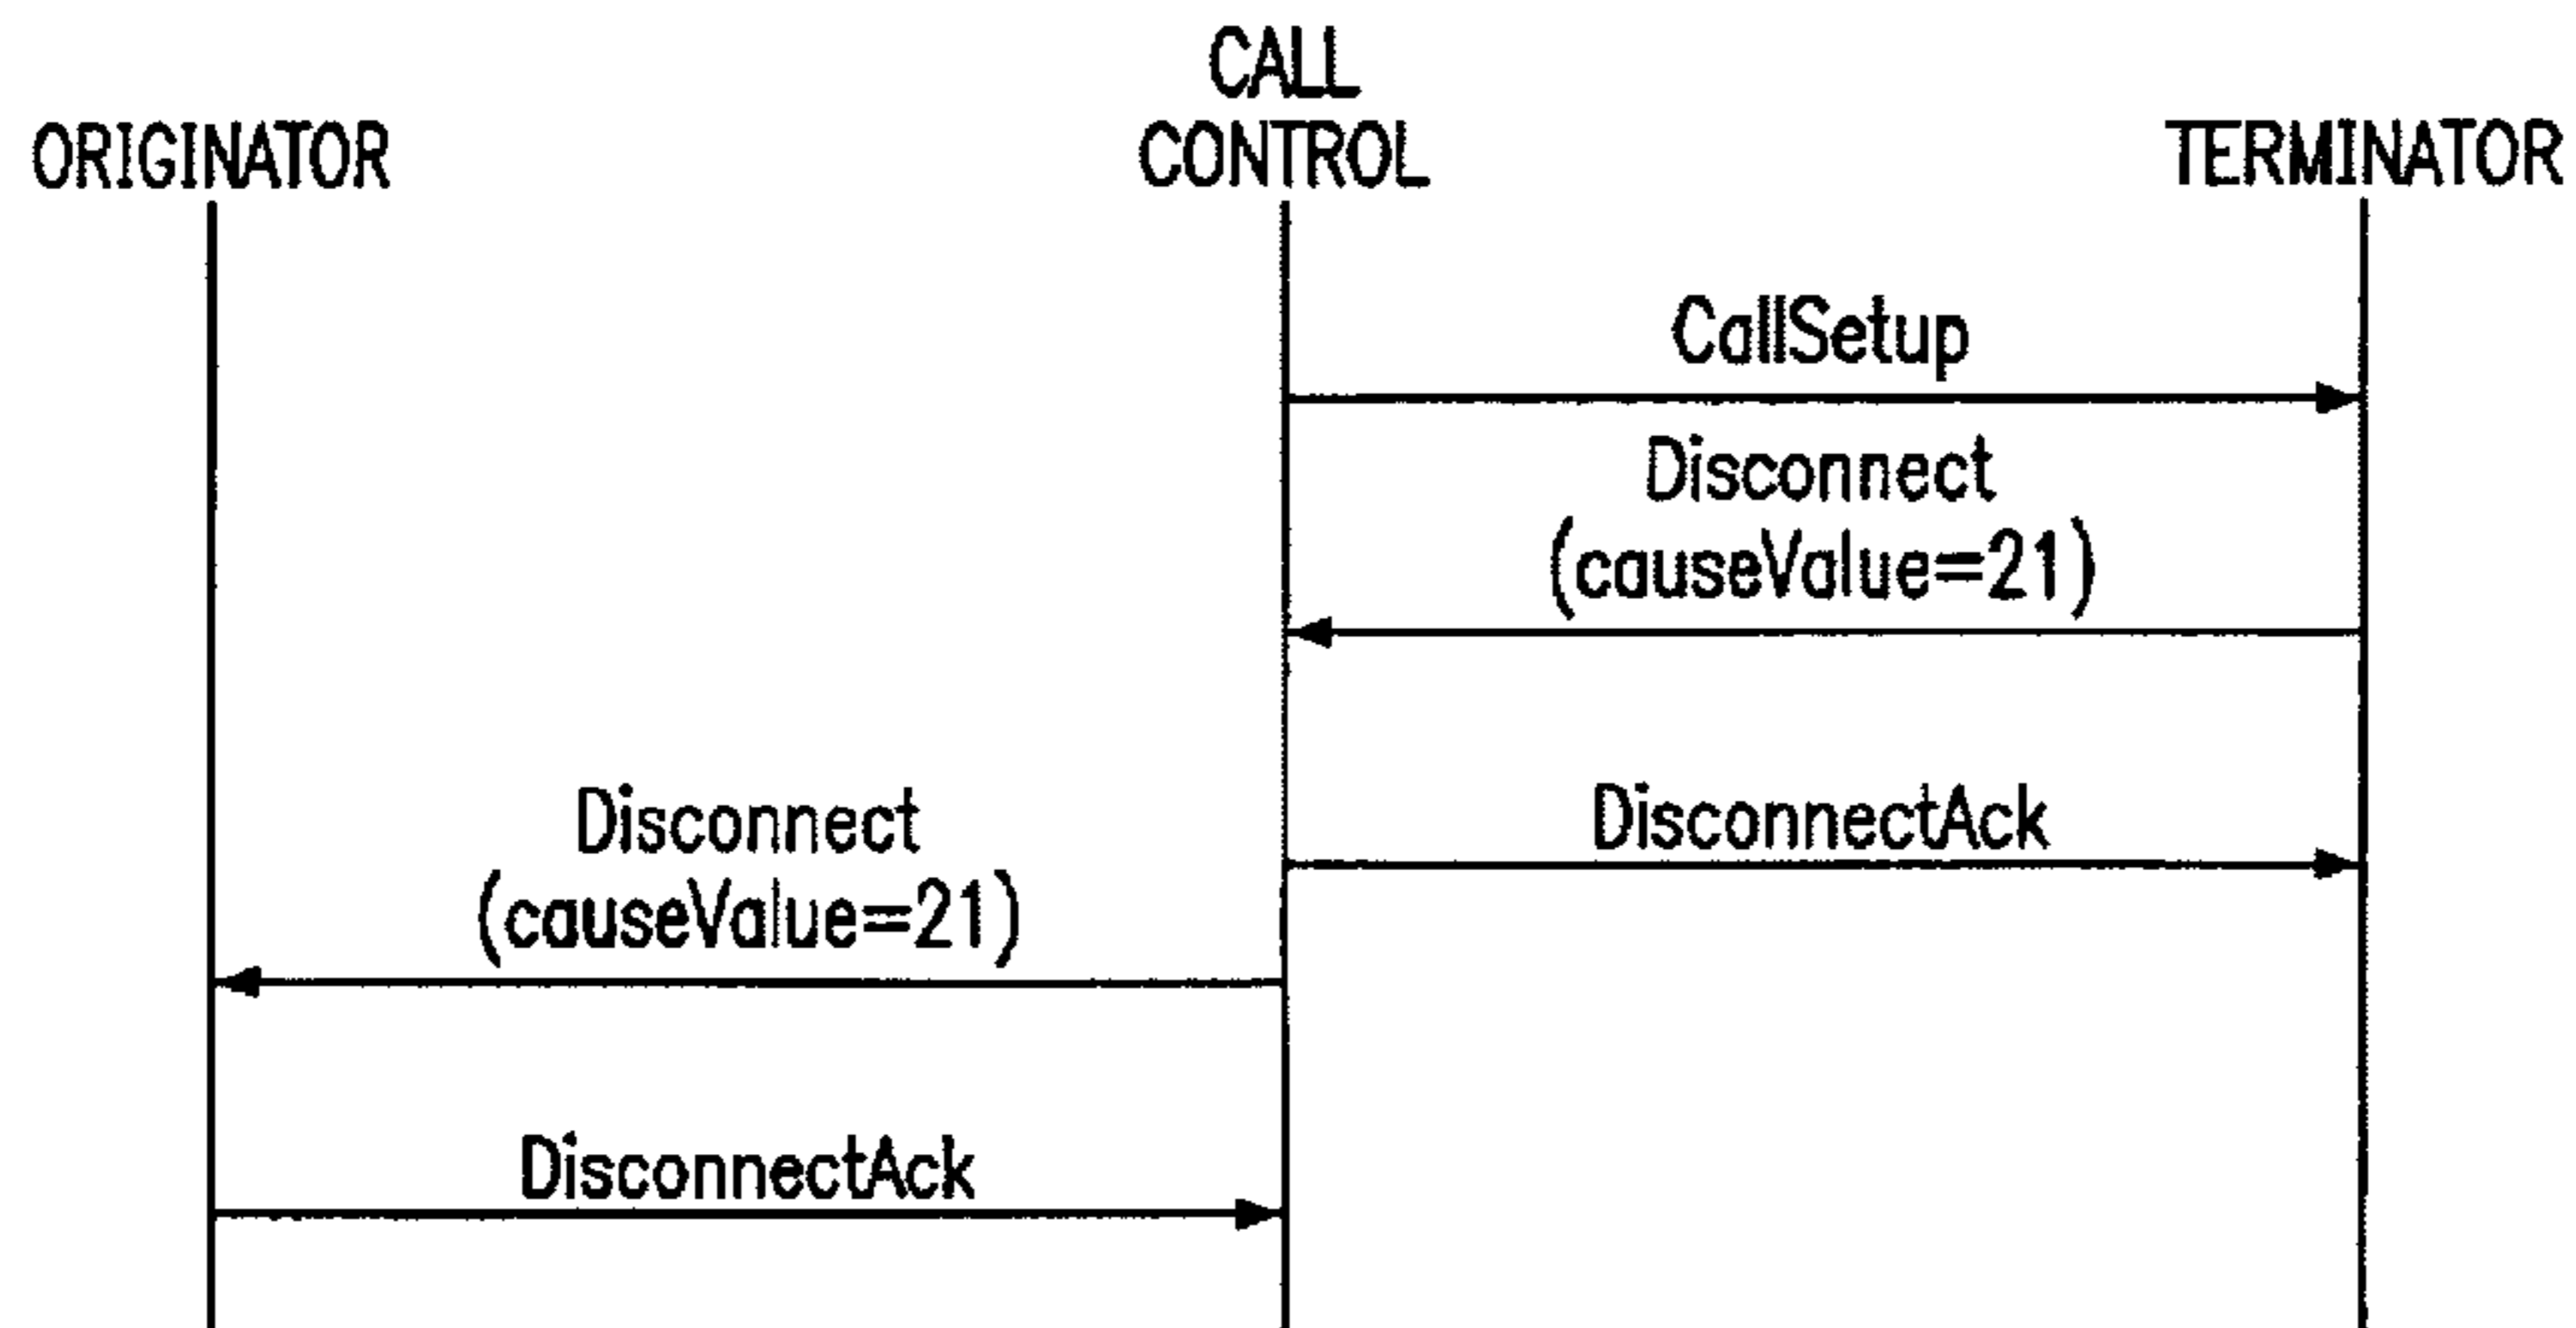 ORIGINATOR
CALL
CONTROL
TERMINATOR
CallSetup
Disconnect
(causeValue=21)
DisconnectAck
Disconnect
(causeValue=21)
DisconnectAck